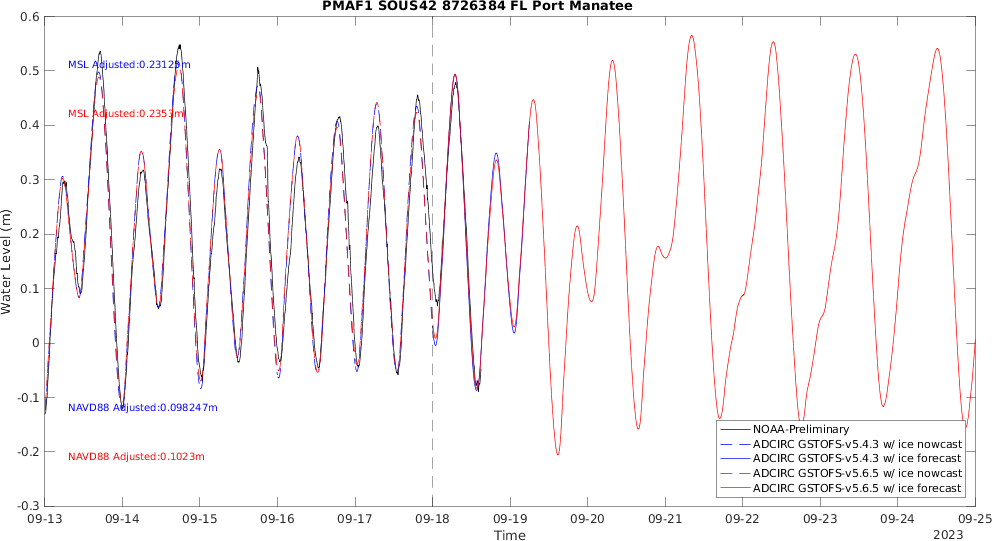 PMAF1 SOUS42 8726384 FL Port Manatee
0.6
0.5
0.4
0.3
0.2
0.1
0
-0.1
-0.2
-0.3
Water Level (m)
MSL Adjusted:0.23129m
MSL Adjusted:0.2353m
NAVD88 Adjusted:0.098247m
NAVD88 Adjusted:0.1023m
NOAA-Preliminary
ADCIRC GSTOFS-v5.4.3 w/ ice nowcast
ADCIRC GSTOFS-v5.4.3 w/ ice forecast
ADCIRC GSTOFS-v5.6.5 w/ ice nowcast
ADCIRC GSTOFS-v5.6.5 w/ ice forecast
09-13 09-14 09-15 09-16 09-17 09-18 09-19 09-20 09-21 09-22 09-23 09-24 09-25
Time
2023